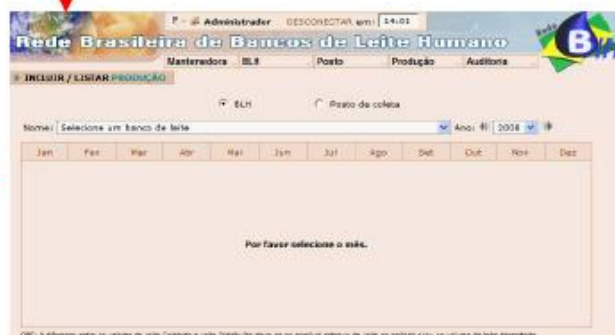 P - Administrador DESCONECTAR em: 14:01
Rede Brasileira de Bancos de Leite Humano
Rede B
Mantenedora BLH Posto Produção Auditoria
INCLUIR / LISTAR PRODUÇÃO
BLH Posto de coleta
Nome: Selecione um banco de leite Ano: 2008
Jan Fev Mar Abr Mai Jun Jul Ago Set Out Nov Dez
Por favor selecione o mês.